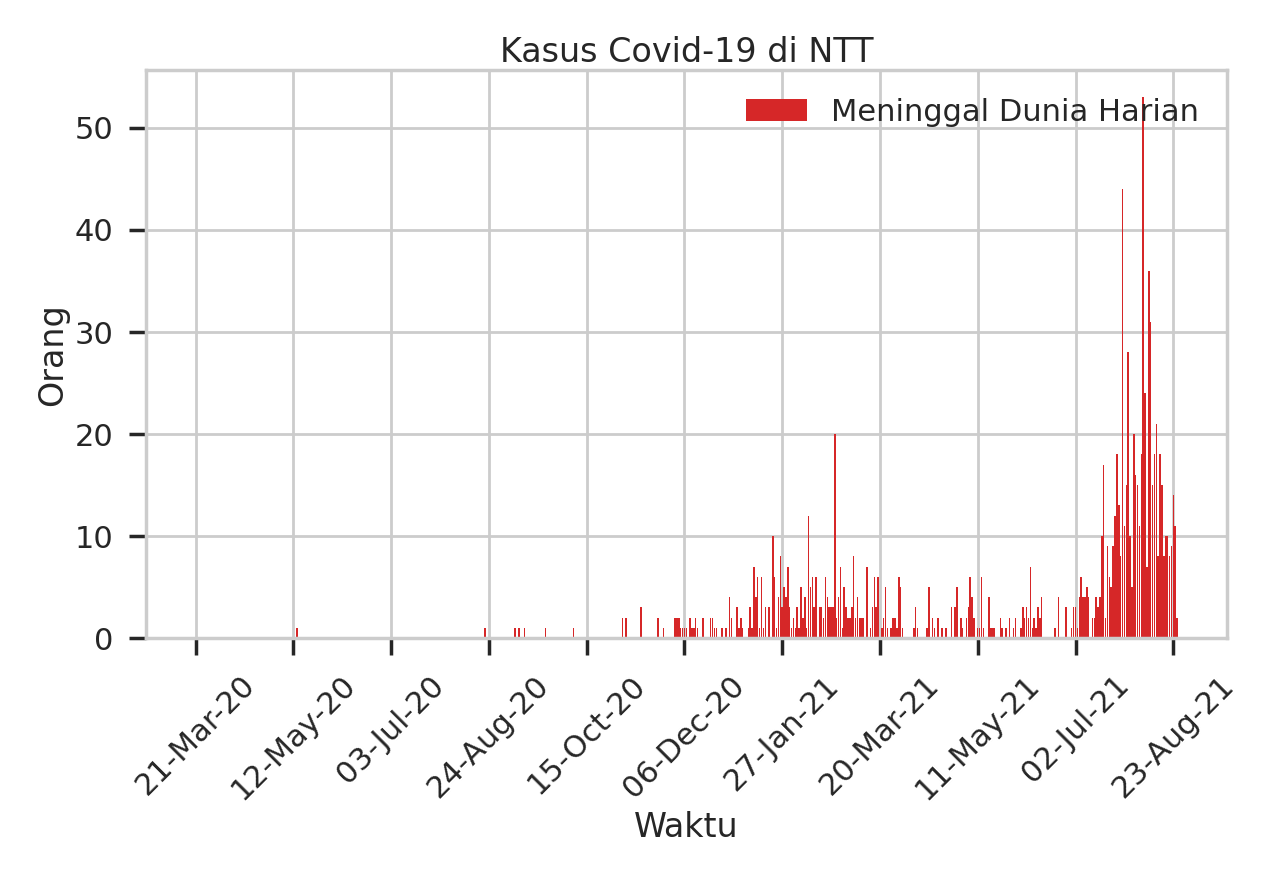 Kasus Covid-19 di NTT
Meninggal Dunia Harian
Orang
50
40
30
20
10
0
21-Mar-20
12-May-20
03-Jul-20
24-Aug-20
15-Oct-20
06-Dec-20
27-Jan-21
20-Mar-21
11-May-21
02-Jul-21
23-Aug-21
Waktu